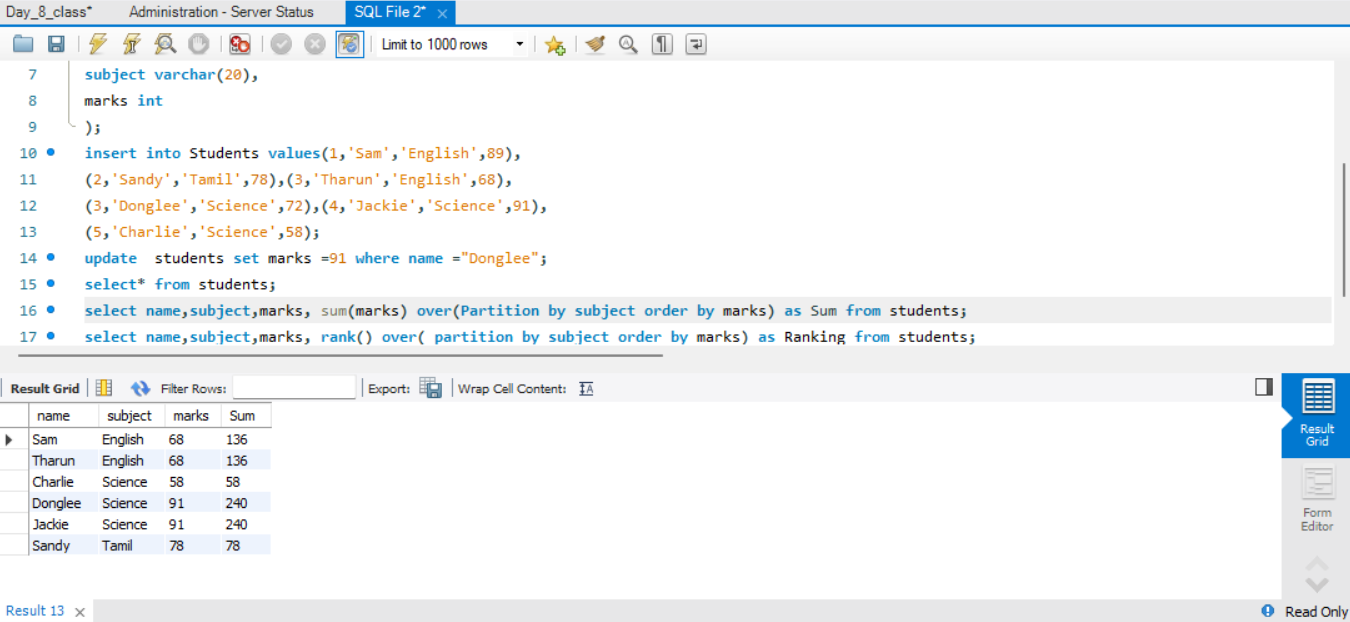 Day_8_class* Administration - Server Status SQL File 2*
Limit to 1000 rows
7 subject varchar(20),
8 marks int
9 );
10 insert into Students values(1,'Sam','English',89),
11 (2,'Sandy','Tamil',78),(3,'Tharun','English',68),
12 (3,'Donglee','Science',72),(4,'Jackie','Science',91),
13 (5,'Charlie','Science',58);
14 update  students set marks =91 where name ="Donglee";
15 select* from students;
16 select name,subject,marks, sum(marks) over(Partition by subject order by marks) as Sum from students;
17 select name,subject,marks, rank() over( partition by subject order by marks) as Ranking from students;
Result Grid Filter Rows: Export: Wrap Cell Content: IA
name subject marks Sum
Sam English 68 136
Tharun English 68 136
Charlie Science 58 58
Donglee Science 91 240
Jackie Science 91 240
Sandy Tamil 78 78
Result
Grid
Form
Editor
Result 13 Read Only